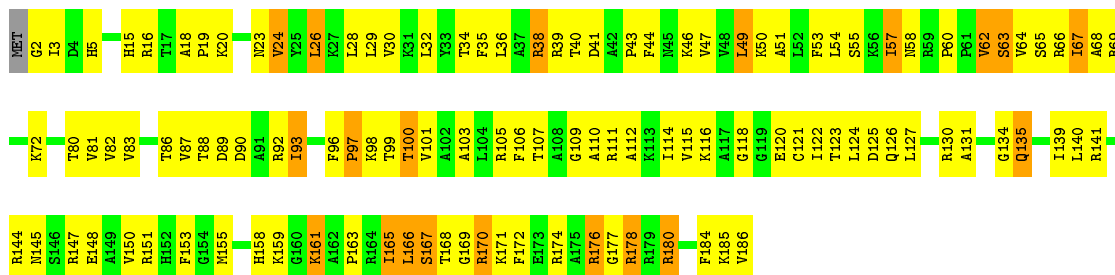 MET G2 I3 D4 H5 H15 R16 T17 A18 P19 K20 N23 V24 Y25 L26 K27 L28 L29 V30 K31 L32 Y33 T34 F35 L36 A37 R38 R39 T40 D41 A42 P43 F44 N45 K46 V47 V48 L49 K50 A51 L52 F53 L54 S55 K56 I57 N58 R59 P60 P61 V62 S63 V64 S65 R66 I67 A68
K72 T80 V81 V82 V83 T86 V87 T88 D89 D90 A91 R92 I93 F96 P97 K98 T99 T100 V101 A102 A103 L104 R105 F106 T107 A108 G109 A110 R111 A112 K113 I114 V115 K116 A117 G118 G119 E120 C121 I122 T123 L124 D125 Q126 L127 R130 A131 G134 Q135 I139 L140 R141
R144 N145 S146 R147 E148 A149 V150 R151 H152 F153 G154 M155 H158 K159 G160 K161 A162 P163 R164 I165 L166 S167 T168 G169 R170 K171 F172 E173 R174 A175 R176 G177 R178 R179 R180 F184 K185 V186